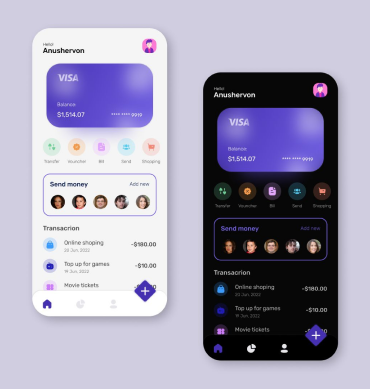 Hello!
Anushervon
VISA
Balance
$1,514.07 **** **** **** 9919
Transfer Voucher Bill Send Shopping
Send money Add new
Transacrion
Online shoping -$180.00
20 Jun, 2022
Top up for games -$10.00
19 Jun, 2022
Movie tickets
Hello!
Anushervon
VISA
Balance
$1,514.07 **** **** **** 9919
Transfer Voucher Bill Send Shopping
Send money Add new
Transacrion
Online shoping -$180.00
20 Jun, 2022
Top up for games -$10.00
19 Jun, 2022
Movie tickets